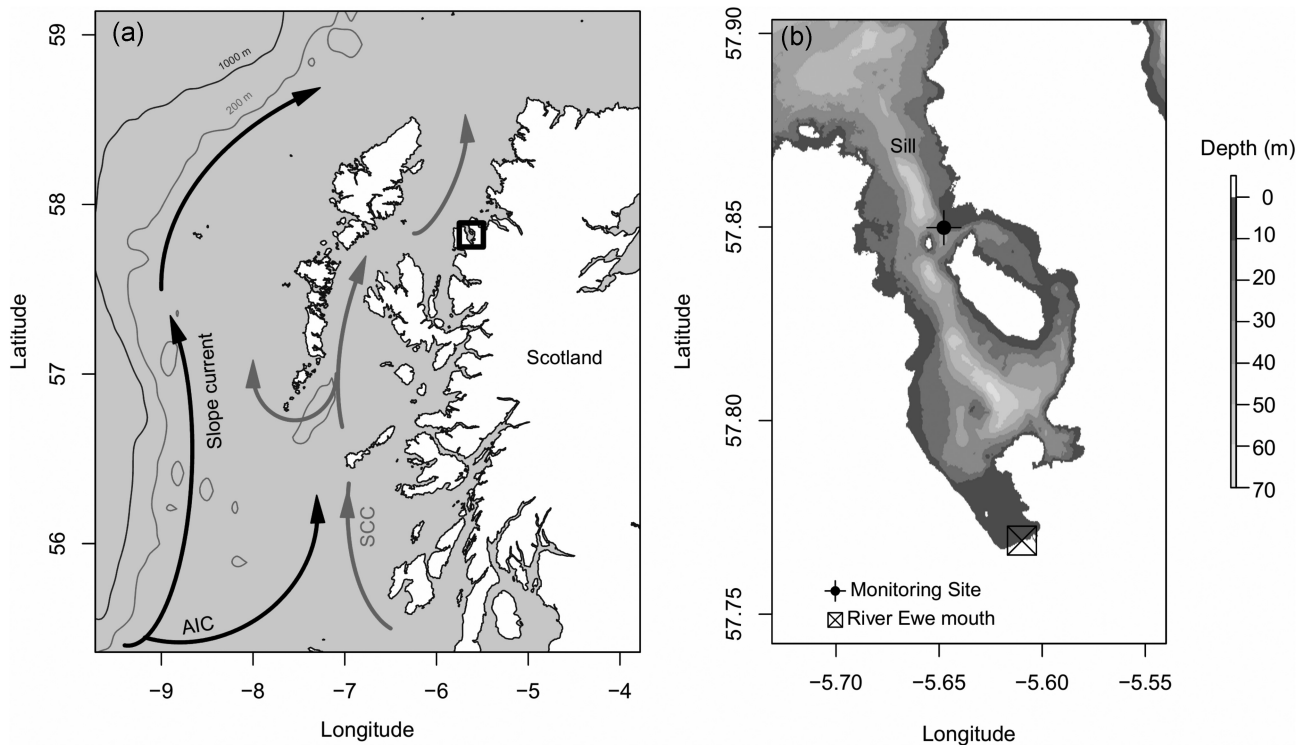 (a)
1000 m
200 m
Slope current
AIC
SCC
Scotland
Latitude
59
58
57
56
−9
−8
−7
−6
−5
−4
Longitude
(b)
Sill
Monitoring Site
River Ewe mouth
Latitude
57.90
57.85
57.80
57.75
−5.70
−5.65
−5.60
−5.55
Longitude
Depth (m)
0
10
20
30
40
50
60
70